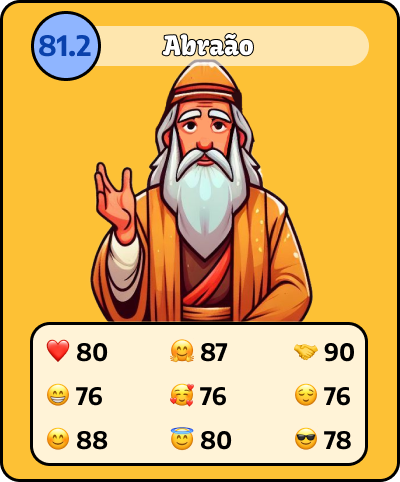 81.2 Abraão
❤️ 80 🤗 87 🤝 90
😁 76 🥰 76 😌 76
😊 88 😇 80 😎 78